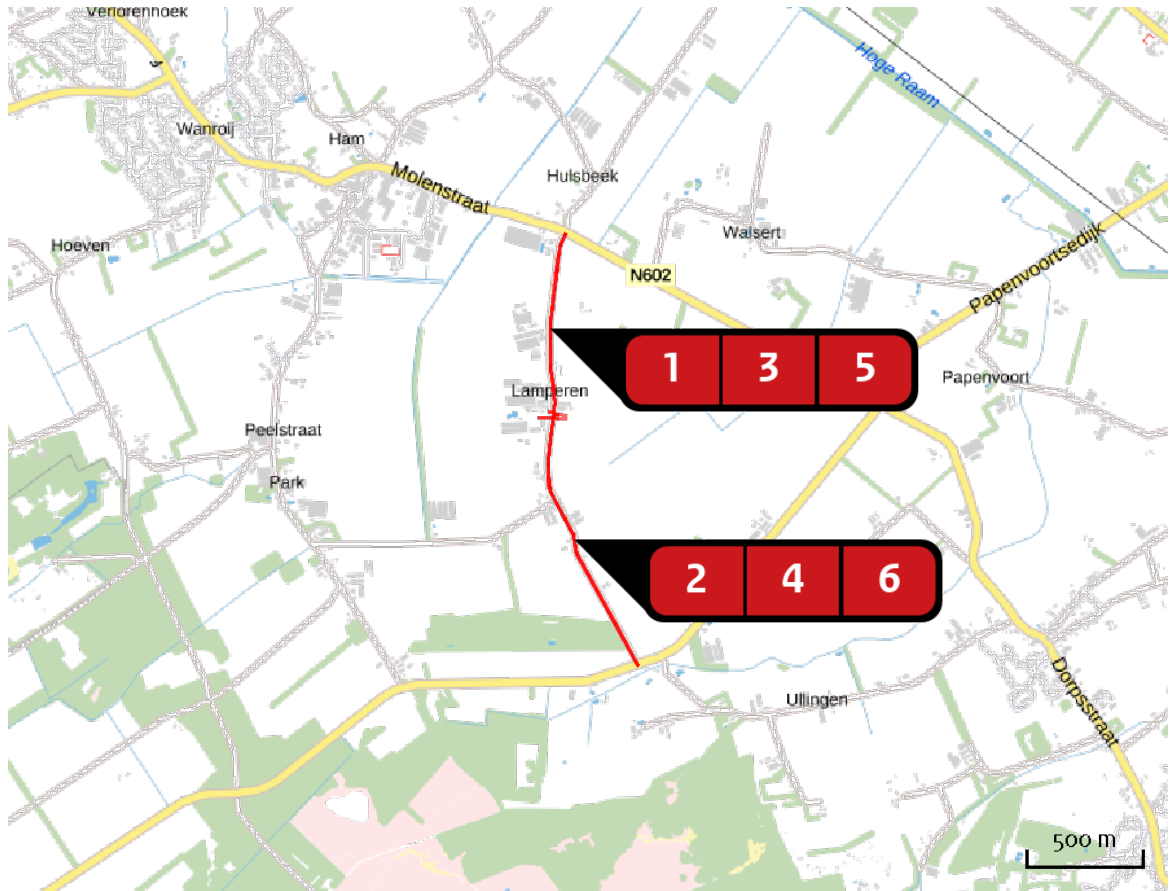 Verlorenhoek
Hoge Raam
Wanroij
Ham
Molenstraat
Hulsbeek
Hoeven
Walsert
Papenvoortsedijk
N602
1 3 5
Lamperen
Papenvoort
Peelstraat
Park
2 4 6
Ullingen
Dorpsstraat
500 m